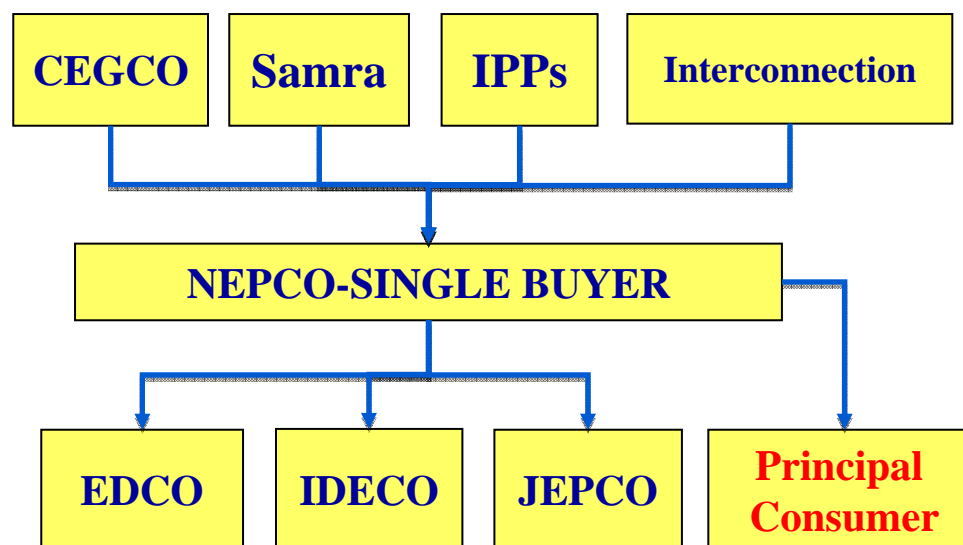 CEGCO
Samra
IPPs
Interconnection
NEPCO-SINGLE BUYER
EDCO
IDECO
JEPCO
Principal
Consumer